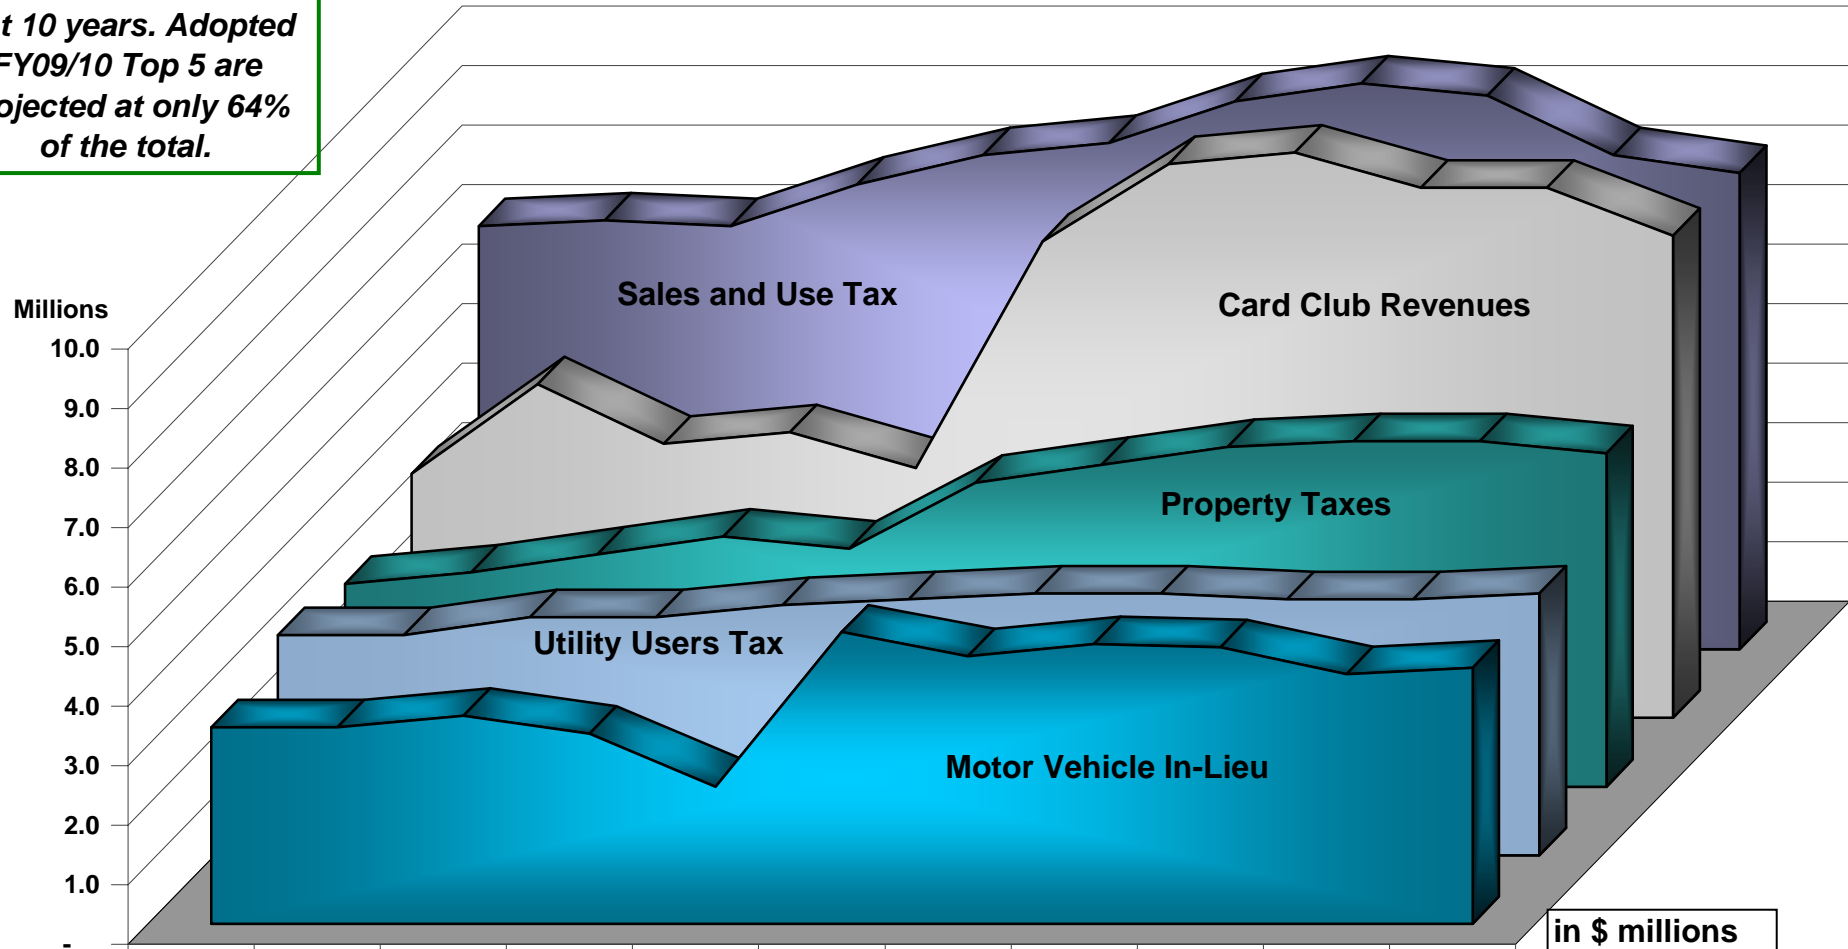 10 years. Adopted
FY09/10 Top 5 are
only 64%
of the total.
Millions
10.0
9.0
8.0
7.0
6.0
5.0
4.0
3.0
2.0
1.0
-
Sales and Use Tax
Card Club Revenues
Property Taxes
Utility Users Tax
Motor Vehicle In-Lieu
in $ millions